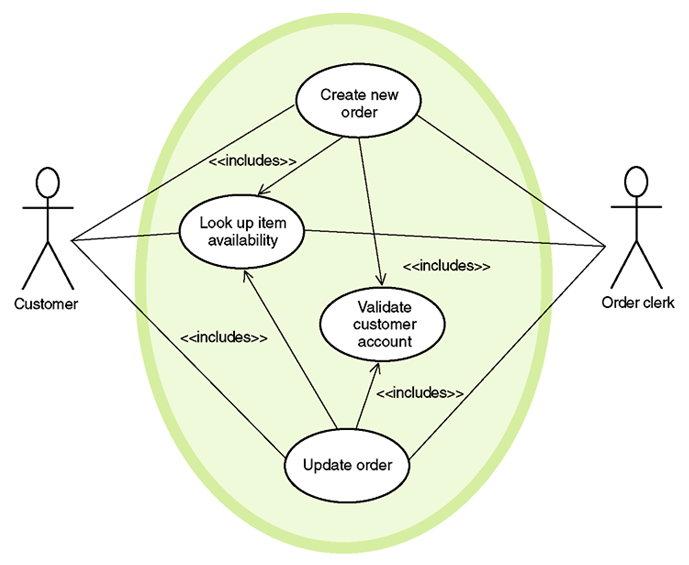 Create new
order
<<includes>>
Look up item
availability
<<includes>>
Customer
Order clerk
Validate
customer
account
<<includes>>
<<includes>>
Update order